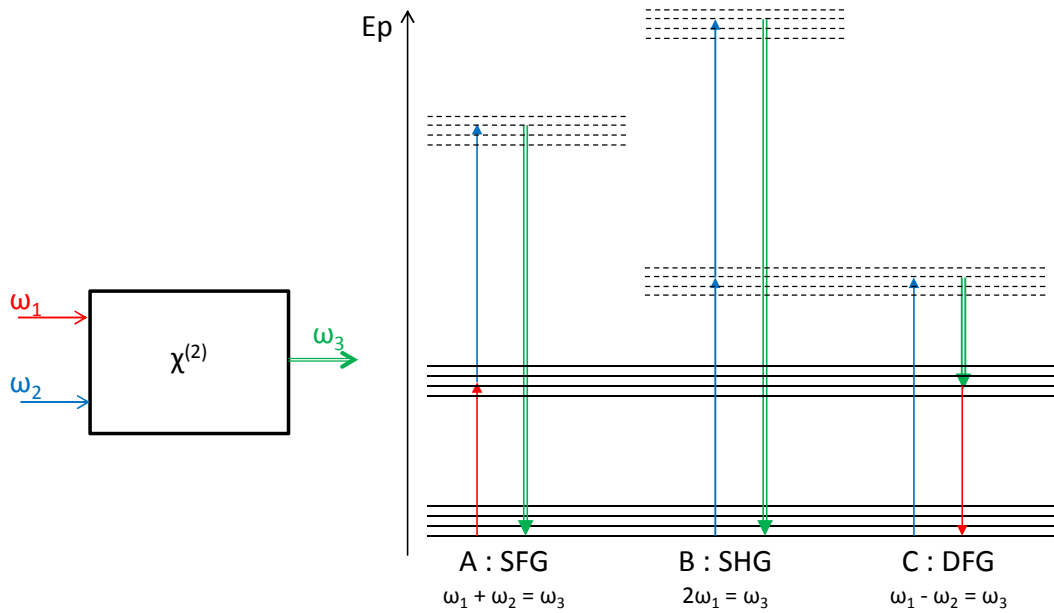 Ep
ω₁
ω₂
χ⁽²⁾
ω₃
A : SFG
ω₁ + ω₂ = ω₃
B : SHG
2ω₁ = ω₃
C : DFG
ω₁ - ω₂ = ω₃